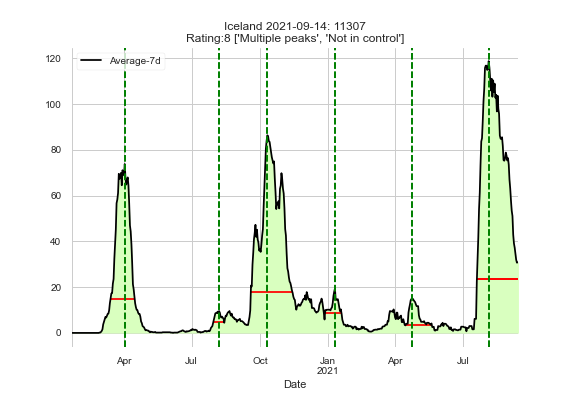 Iceland 2021-09-14: 11307
Rating:8 ['Multiple peaks', 'Not in control']
Average-7d
120
100
80
60
40
20
0
Apr Jul Oct Jan Apr Jul
2021
Date